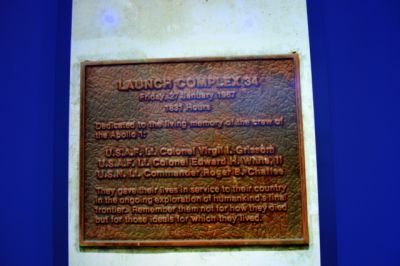 LAUNCH COMPLEX 34
Friday, 27 January 1967
1831 Hours
Dedicated to the living memory of the crew of
the Apollo 1:
U.S.A.F. Lt. Colonel Virgil I. Grissom
U.S.A.F. Lt. Colonel Edward H. White, II
U.S.N. Lt. Commander Roger B. Chaffee
They gave their lives in service to their country
in the ongoing exploration of humankind's final
frontier. Remember them not for how they died
but for those ideals for which they lived.